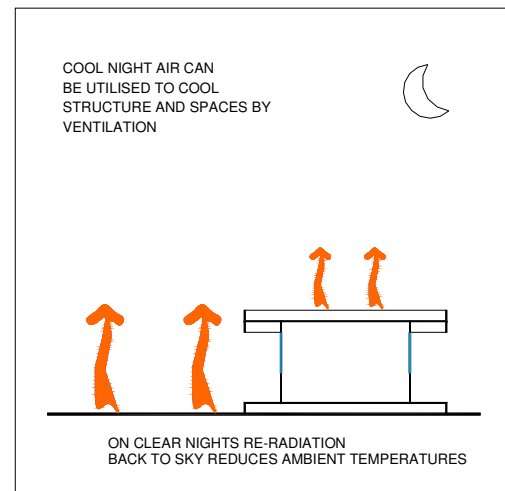 COOL NIGHT AIR CAN
BE UTILISED TO COOL
STRUCTURE AND SPACES BY
VENTILATION
ON CLEAR NIGHTS RE-RADIATION
BACK TO SKY REDUCES AMBIENT TEMPERATURES